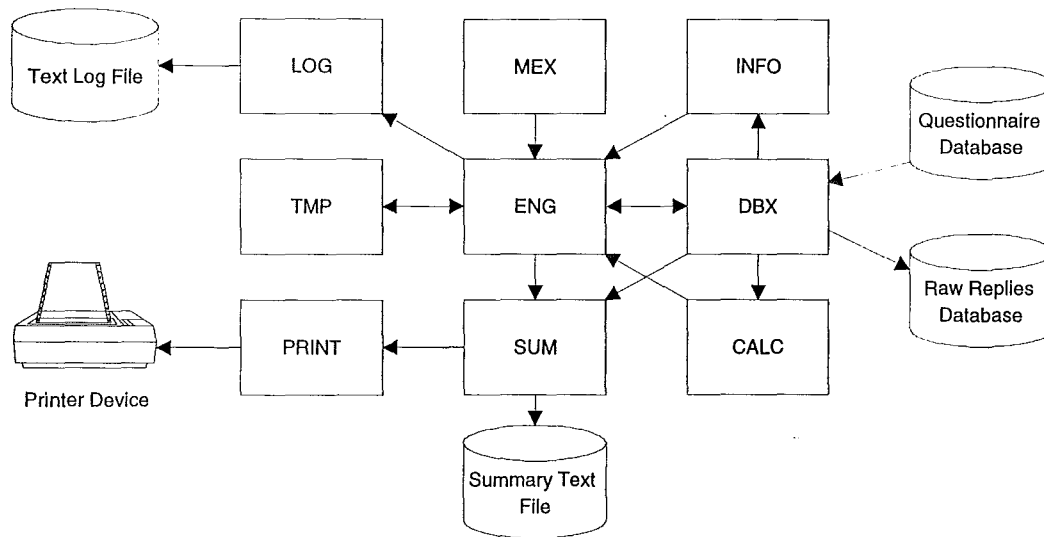 Text Log File
LOG
MEX
INFO
Questionnaire
Database
TMP
ENG
DBX
Raw Replies
Database
PRINT
SUM
CALC
Printer Device
Summary Text
File